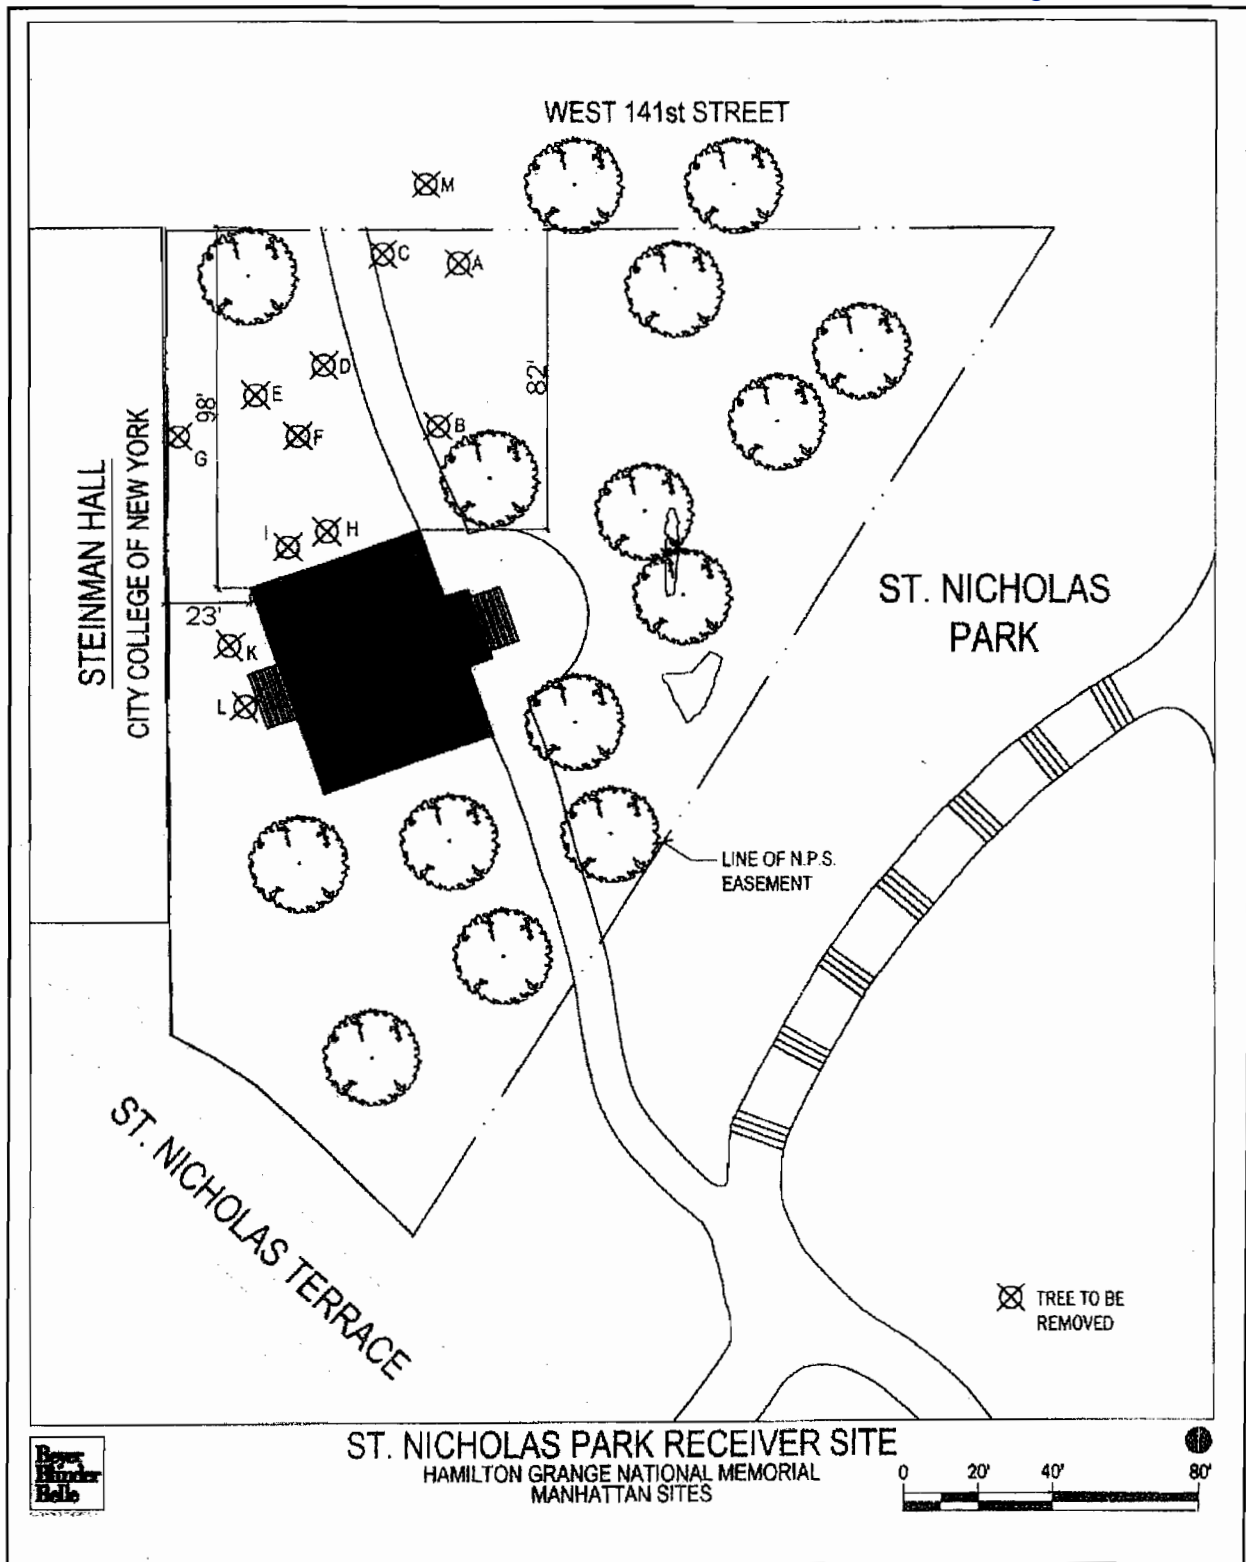 WEST 141st STREET
M
C
A
D
E
98'
82'
F
B
G
STEINMAN HALL
CITY COLLEGE OF NEW YORK
I
H
23'
K
L
ST. NICHOLAS
PARK
LINE OF N.P.S.
EASEMENT
ST. NICHOLAS TERRACE
TREE TO BE
REMOVED
Beyer
Blinder
Belle
ST. NICHOLAS PARK RECEIVER SITE
HAMILTON GRANGE NATIONAL MEMORIAL
MANHATTAN SITES
0 20' 40' 80'